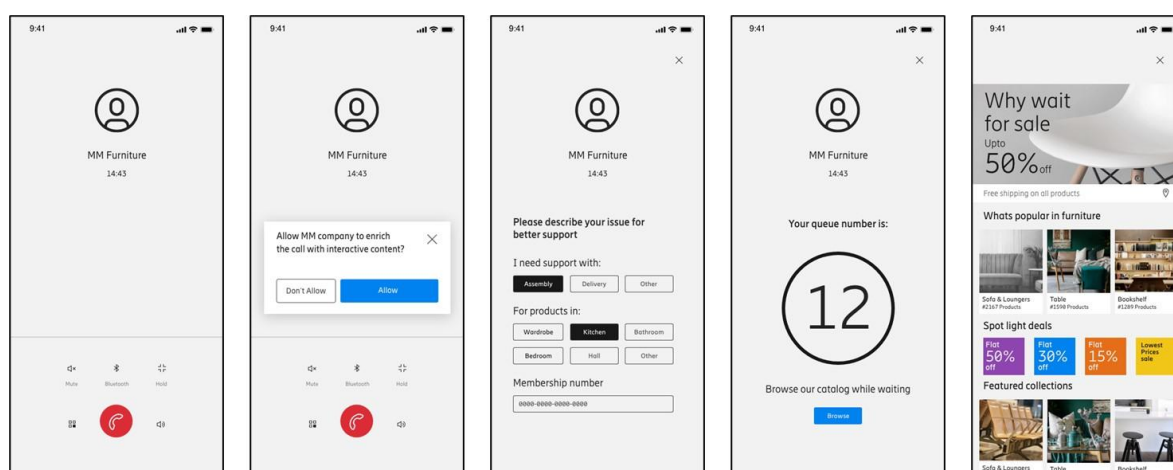 9:41
MM Furniture
14:43
Mute Bluetooth Hold
9:41
MM Furniture
14:43
Allow MM company to enrich
the call with interactive content?
Don't Allow Allow
Mute Bluetooth Hold
9:41
MM Furniture
14:43
Please describe your issue for
better support
I need support with:
Assembly Delivery Other
For products in:
Wardrobe Kitchen Bathroom
Bedroom Hall Other
Membership number
0000-0000-0000-0000
9:41
MM Furniture
14:43
Your queue number is:
12
Browse our catalog while waiting
Browse
9:41
Why wait
for sale
Upto
50% off
Free shipping on all products
Whats popular in furniture
Sofa & Loungers Table Bookshelf
#2167 Products #1598 Products #1289 Products
Spot light deals
Flat Flat Flat Lowest
50% 30% 15% Prices
off off off sale
Featured collections
Sofa & Loungers Table Bookshelf